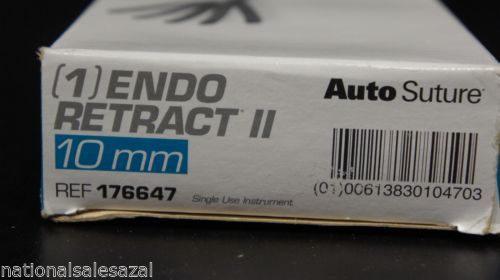 (1) ENDO
RETRACT II
10 mm
REF 176647
Single Use Instrument
Auto Suture
(01)00613830104703
nationalsalesazal